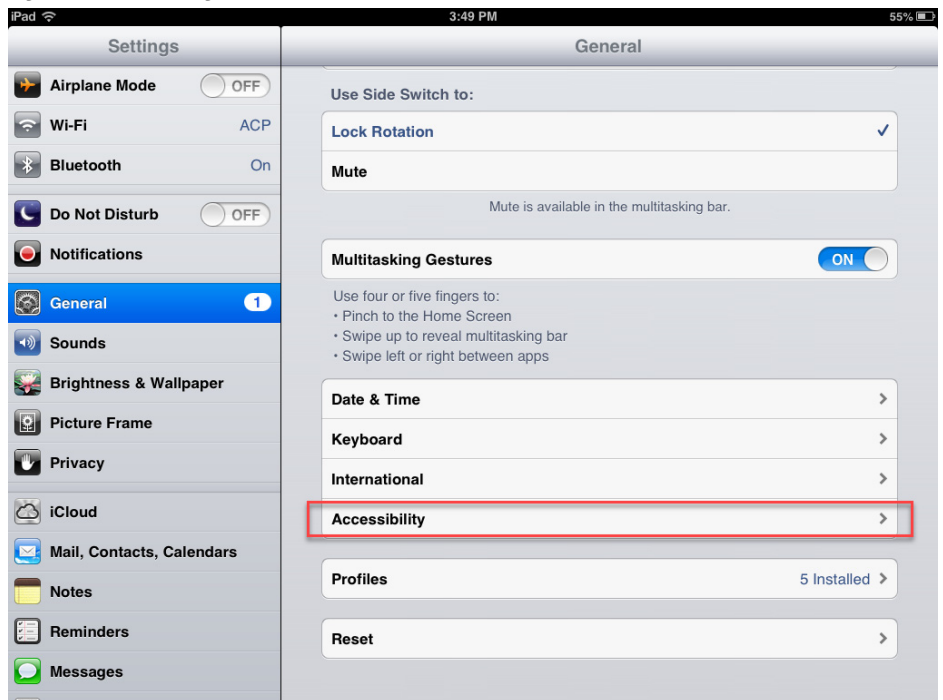 iPad 3:49 PM 55%
Settings
Airplane Mode OFF
Wi-Fi ACP
Bluetooth On
Do Not Disturb OFF
Notifications
General 1
Sounds
Brightness & Wallpaper
Picture Frame
Privacy
iCloud
Mail, Contacts, Calendars
Notes
Reminders
Messages
General
Use Side Switch to:
Lock Rotation
Mute
Mute is available in the multitasking bar.
Multitasking Gestures ON
Use four or five fingers to:
• Pinch to the Home Screen
• Swipe up to reveal multitasking bar
• Swipe left or right between apps
Date & Time
Keyboard
International
Accessibility
Profiles 5 Installed
Reset